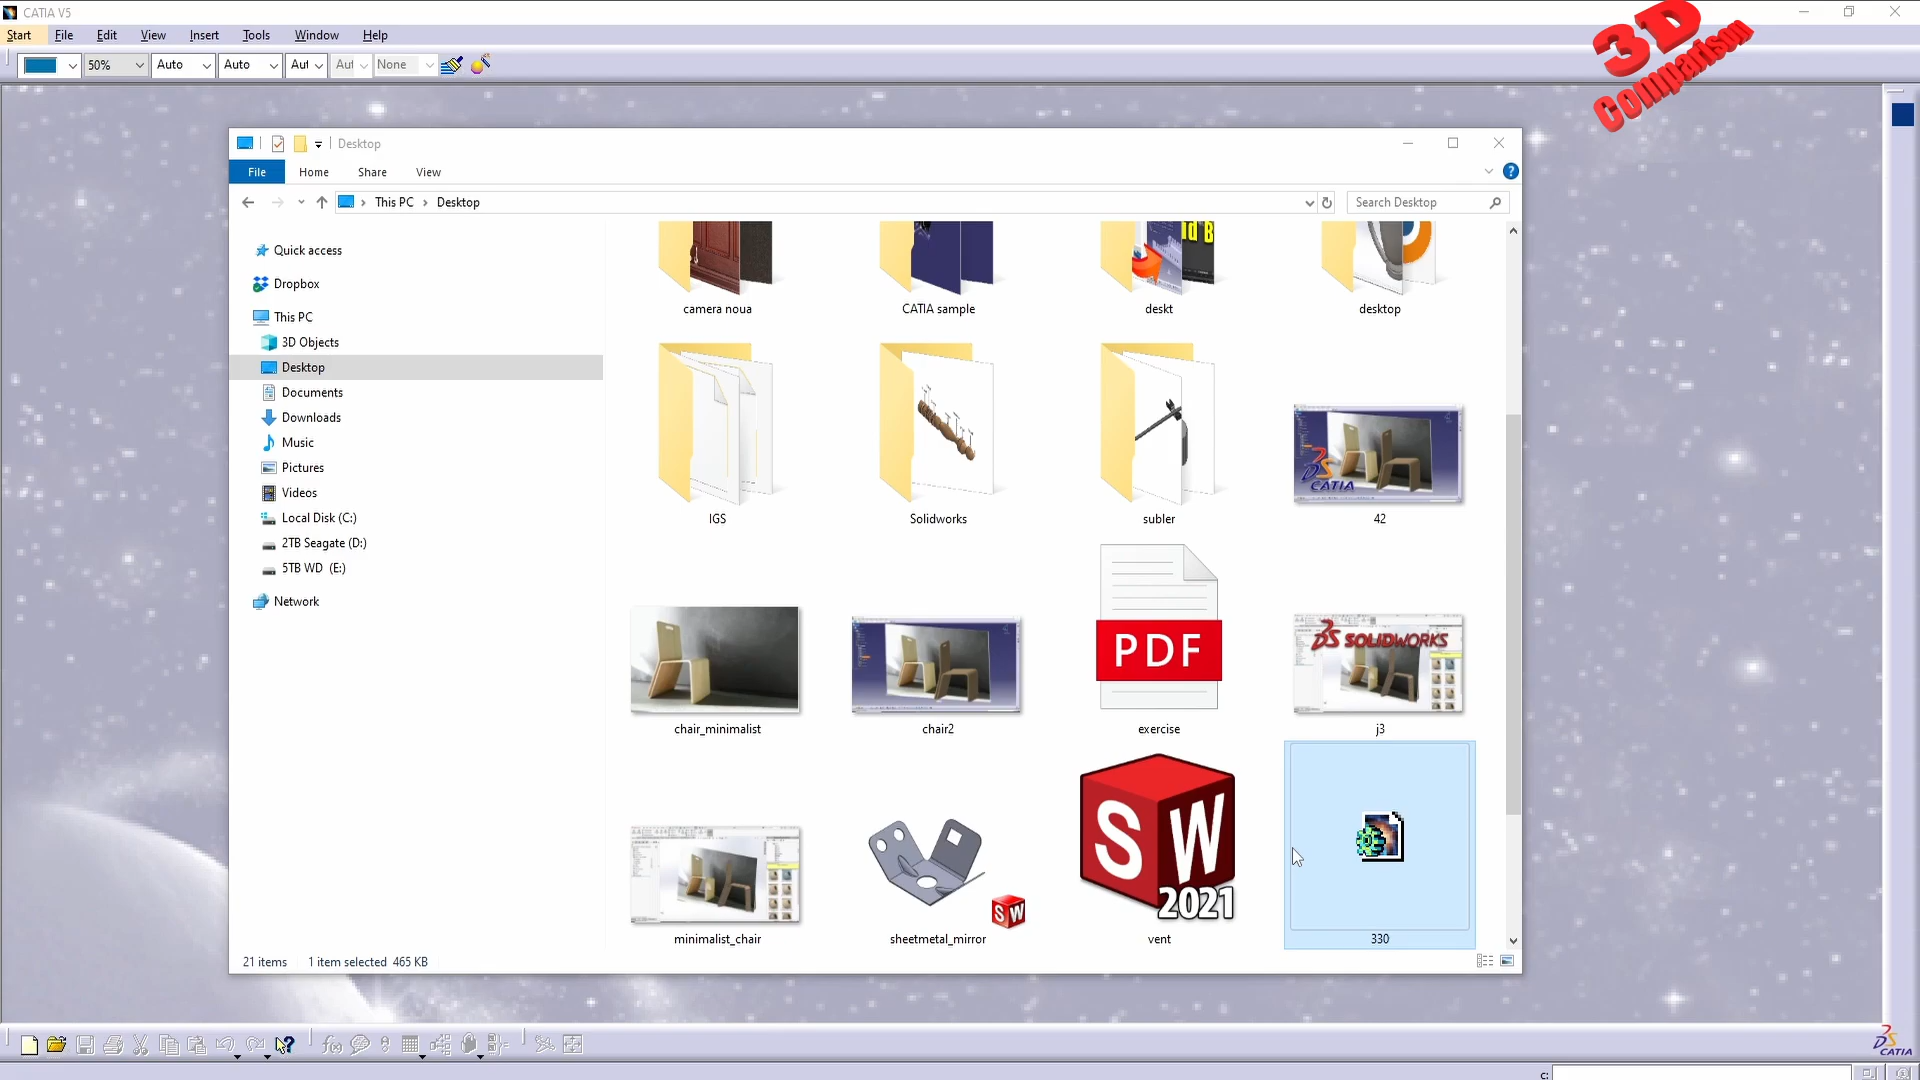 CATIA V5
3D
Comparison
Start File Edit View Insert Tools Window Help
50% Auto Auto Aut Aut None
Desktop
File Home Share View
This PC > Desktop
Search Desktop
Quick access
Dropbox
This PC
3D Objects
Desktop
Documents
Downloads
Music
Pictures
Videos
Local Disk (C:)
2TB Seagate (D:)
5TB WD (E:)
Network
camera noua CATIA sample deskt desktop
CATIA
IGS Solidworks subler 42
PDF
SOLIDWORKS
chair_minimalist chair2 exercise j3
SW
SW
2021
minimalist_chair sheetmetal_mirror vent 330
21 items 1 item selected 465 KB
CATIA
c: